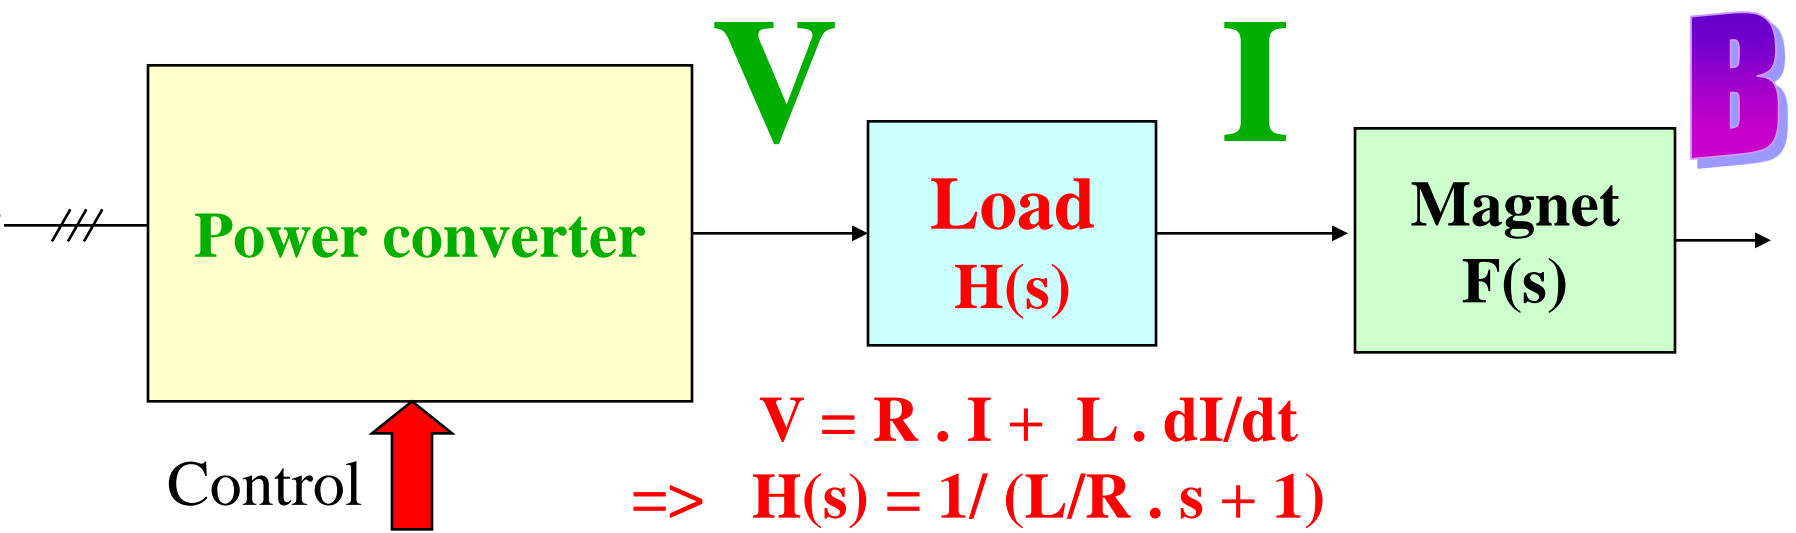 V
I
B
Power converter
Load
H(s)
Magnet
F(s)
V = R . I + L . dI/dt
Control
=> H(s) = 1/ (L/R . s + 1)